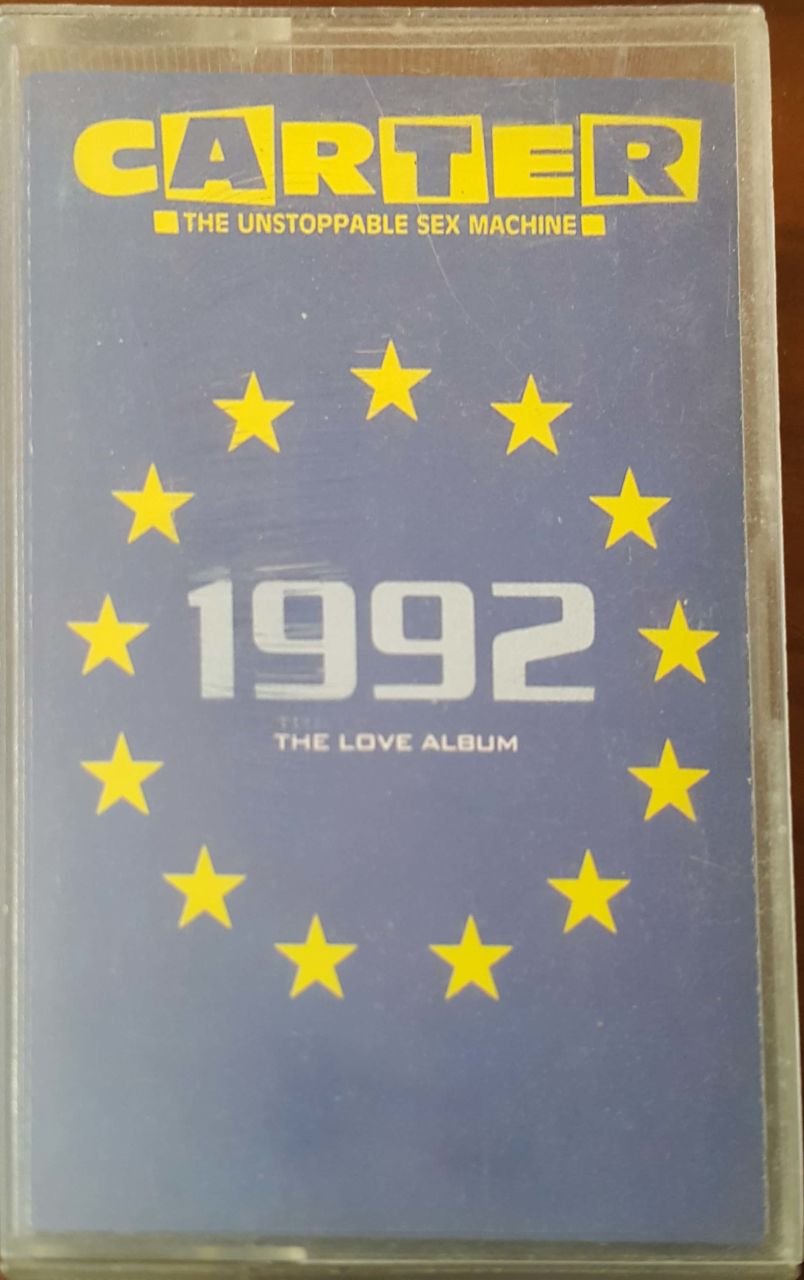 CARTER
THE UNSTOPPABLE SEX MACHINE
1992
THE LOVE ALBUM